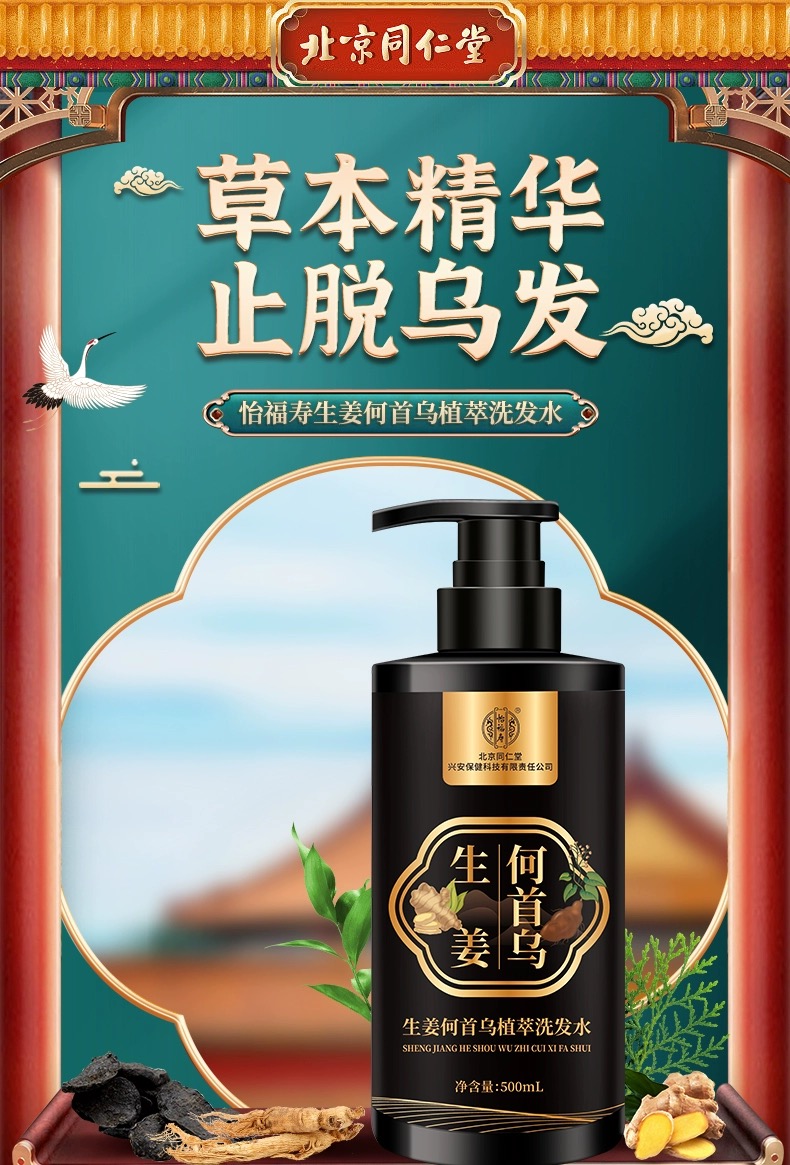 北京同仁堂
草本精华
止脱乌发
怡福寿生姜何首乌植萃洗发水
怡福寿
®
北京同仁堂
兴安保健科技有限责任公司
何首乌
生姜
生姜何首乌植萃洗发水
SHENG JIANG HE SHOU WU ZHI CUI XI FA SHUI
净含量:500mL